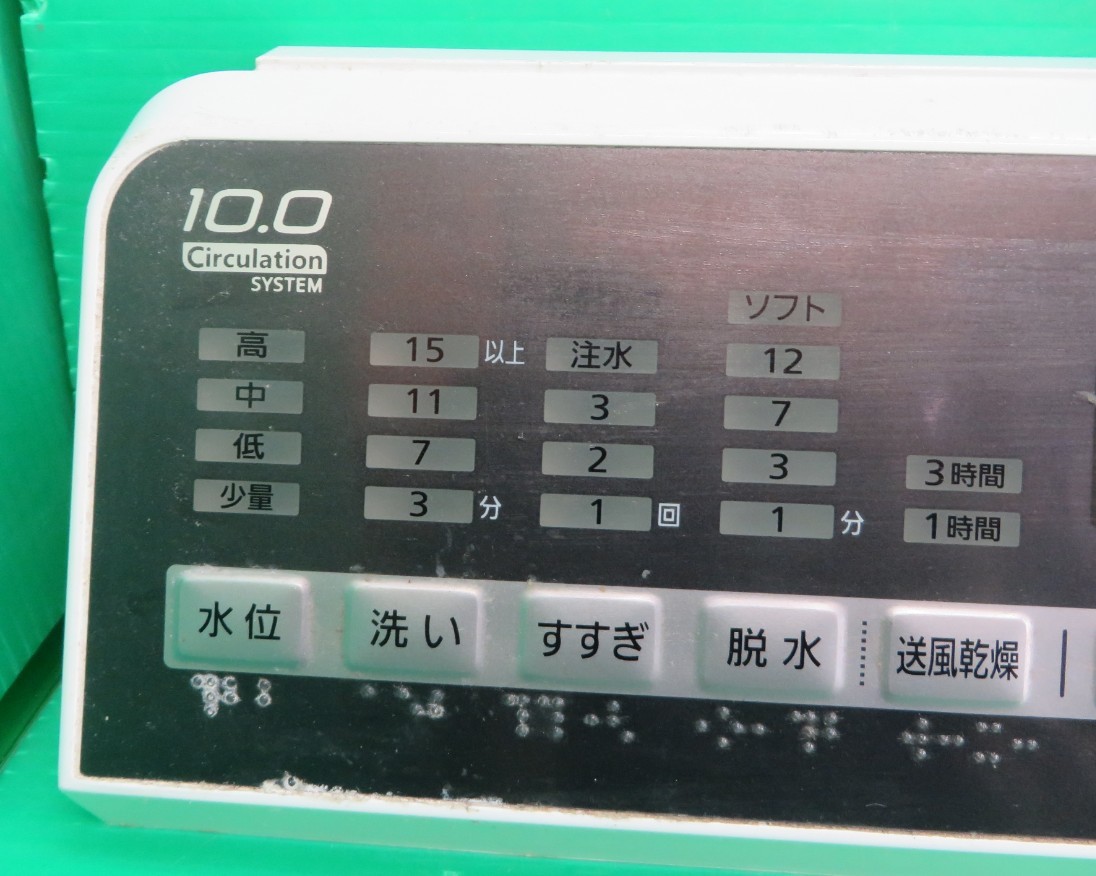 10.0
Circulation
SYSTEM
ソフト
高 15 以上 注水 12
中 11 3 7
低 7 2 3 3時間
少量 3 分 1 回 1 分 1時間
水位 洗い すすぎ 脱水 送風乾燥